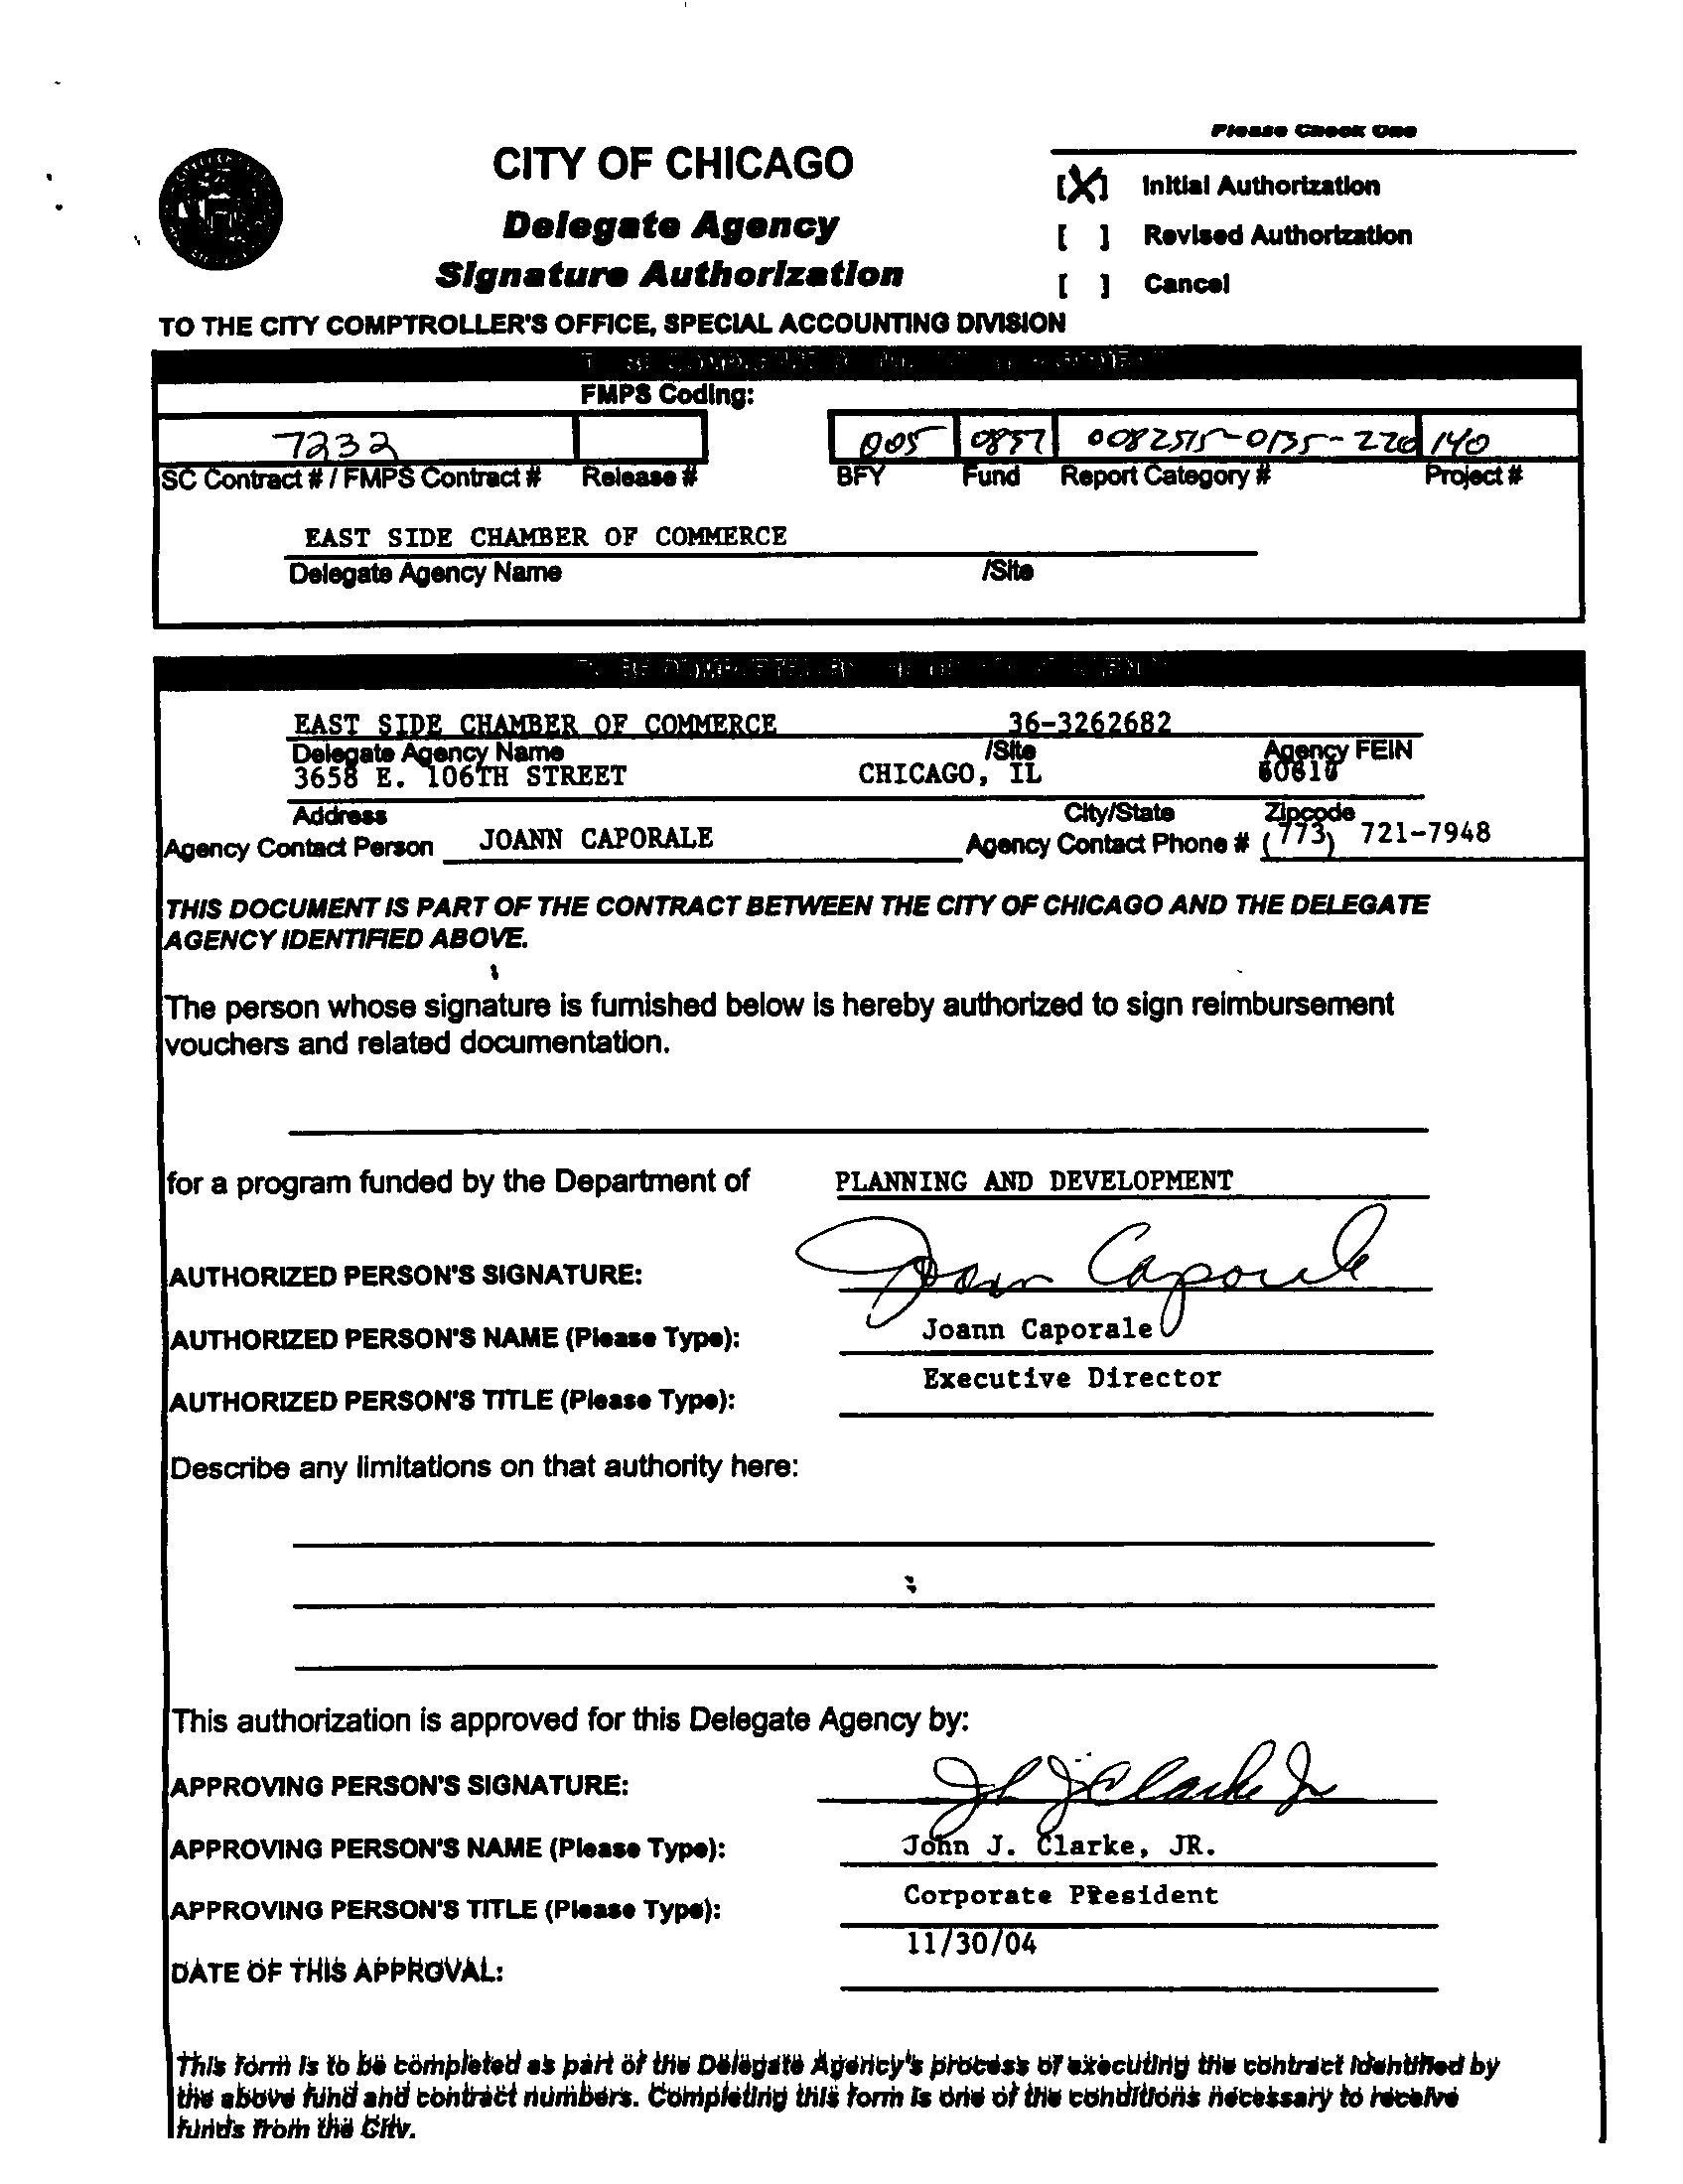 Please Check One
CITY OF CHICAGO
Delegate Agency
Signature Authorization
[X] Initial Authorization
[ ] Revised Authorization
[ ] Cancel
TO THE CITY COMPTROLLER'S OFFICE, SPECIAL ACCOUNTING DIVISION
FMPS Coding:
7232 005 0857 0082515-0135-220 140
SC Contract # / FMPS Contract # Release # BFY Fund Report Category # Project #
EAST SIDE CHAMBER OF COMMERCE
Delegate Agency Name /Site
TO BE COMPLETED BY
EAST SIDE CHAMBER OF COMMERCE 36-3262682
Delegate Agency Name /Site Agency FEIN
3658 E. 106TH STREET CHICAGO, IL 60617
Address City/State Zipcode
Agency Contact Person JOANN CAPORALE Agency Contact Phone # (773) 721-7948
THIS DOCUMENT IS PART OF THE CONTRACT BETWEEN THE CITY OF CHICAGO AND THE DELEGATE
AGENCY IDENTIFIED ABOVE.
The person whose signature is furnished below is hereby authorized to sign reimbursement
vouchers and related documentation.
for a program funded by the Department of PLANNING AND DEVELOPMENT
AUTHORIZED PERSON'S SIGNATURE: Joann Caporale
AUTHORIZED PERSON'S NAME (Please Type): Joann Caporale
AUTHORIZED PERSON'S TITLE (Please Type): Executive Director
Describe any limitations on that authority here:
This authorization is approved for this Delegate Agency by:
APPROVING PERSON'S SIGNATURE: John J Clarke Jr
APPROVING PERSON'S NAME (Please Type): John J. Clarke, JR.
APPROVING PERSON'S TITLE (Please Type): Corporate President
DATE OF THIS APPROVAL: 11/30/04
This form is to be completed as part of the Delegate Agency's process of executing the contract identified by
the above fund and contract numbers. Completing this form is one of the conditions necessary to receive
funds from the City.